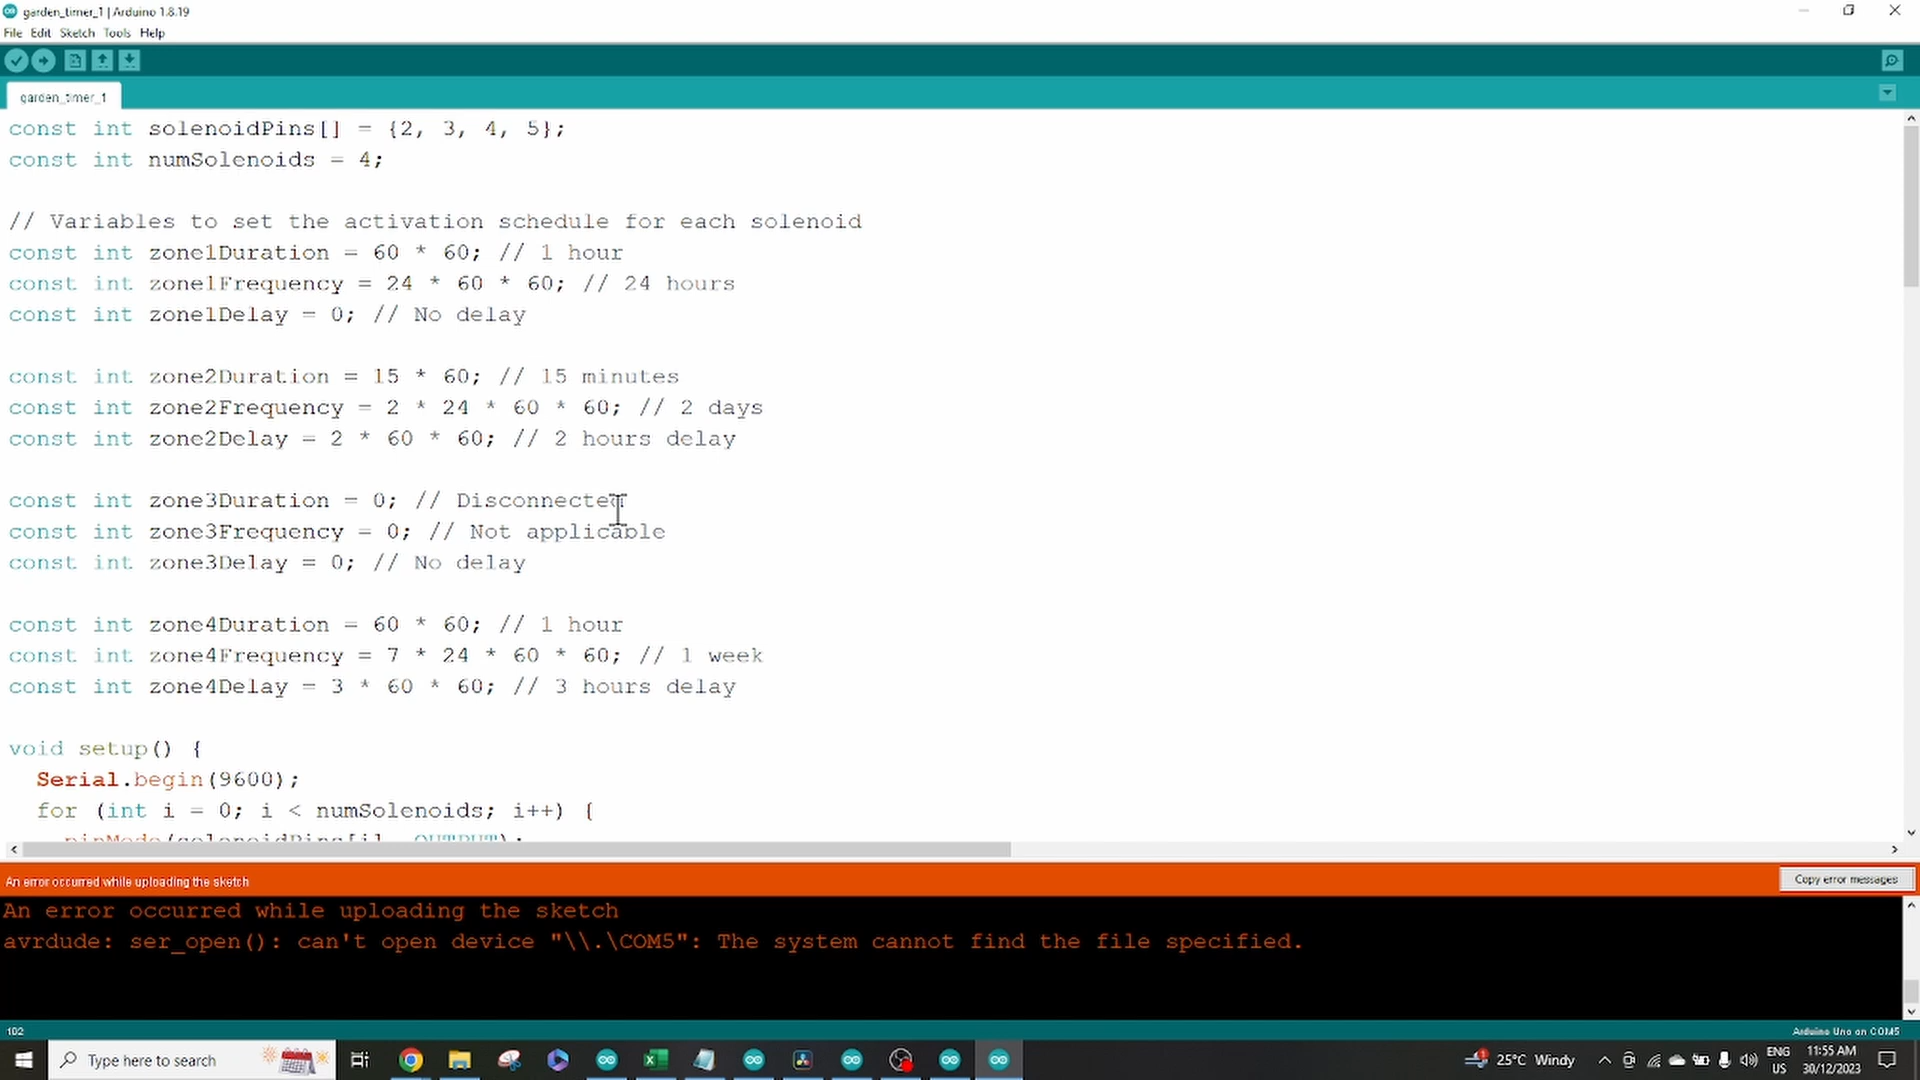 garden_timer_1 | Arduino 1.8.19
File Edit Sketch Tools Help
garden_timer_1
const int solenoidPins[] = {2, 3, 4, 5};
const int numSolenoids = 4;
// Variables to set the activation schedule for each solenoid
const int zone1Duration = 60 * 60; // 1 hour
const int zone1Frequency = 24 * 60 * 60; // 24 hours
const int zone1Delay = 0; // No delay
const int zone2Duration = 15 * 60; // 15 minutes
const int zone2Frequency = 2 * 24 * 60 * 60; // 2 days
const int zone2Delay = 2 * 60 * 60; // 2 hours delay
const int zone3Duration = 0; // Disconnected
const int zone3Frequency = 0; // Not applicable
const int zone3Delay = 0; // No delay
const int zone4Duration = 60 * 60; // 1 hour
const int zone4Frequency = 7 * 24 * 60 * 60; // 1 week
const int zone4Delay = 3 * 60 * 60; // 3 hours delay
void setup() {
Serial.begin(9600);
for (int i = 0; i < numSolenoids; i++) {
pinMode(solenoidPins[i], OUTPUT);
An error occurred while uploading the sketch
Copy error messages
An error occurred while uploading the sketch
avrdude: ser_open(): can't open device "\\.\COM5": The system cannot find the file specified.
102
Arduino Uno on COM5
Type here to search
25°C Windy
ENG
US
11:55 AM
30/12/2023